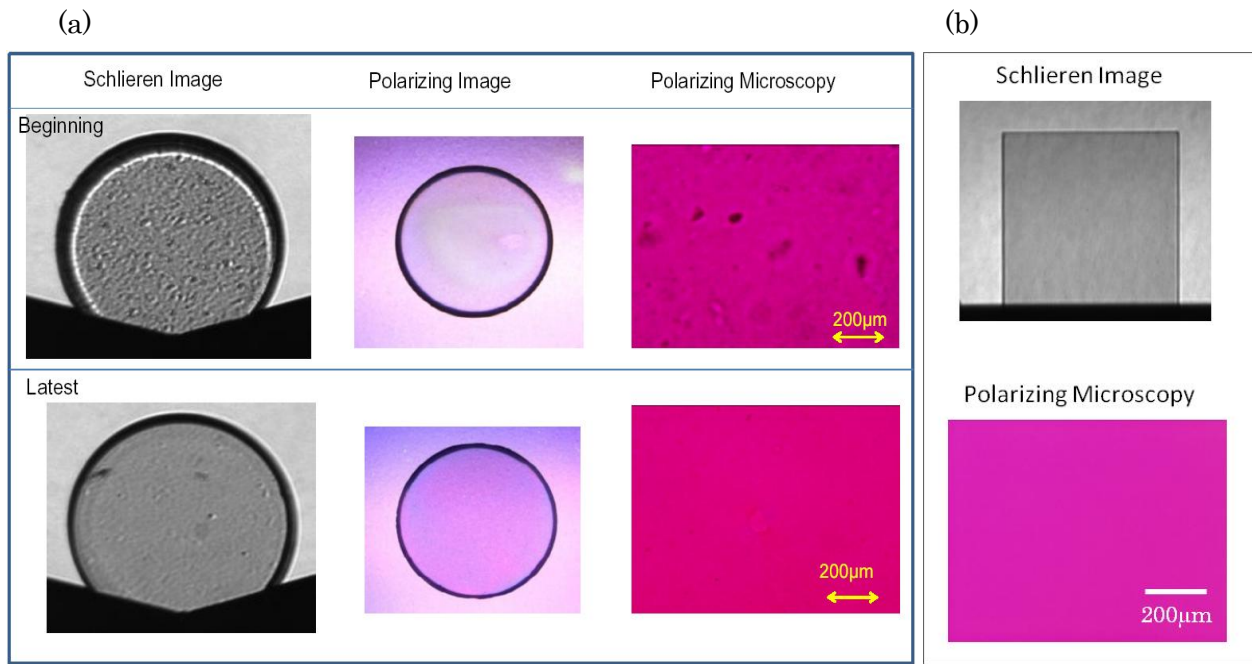 (a)
Schlieren Image Polarizing Image Polarizing Microscopy
Beginning
200μm
Latest
200μm
(b)
Schlieren Image
Polarizing Microscopy
200μm